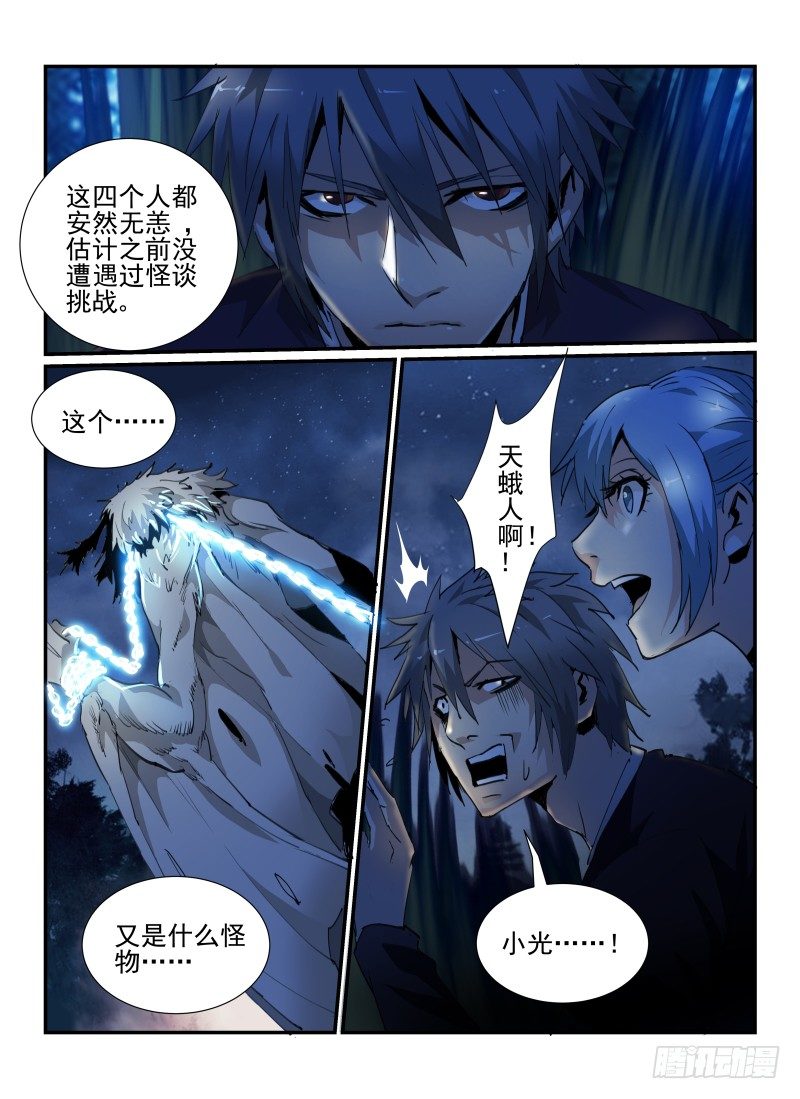 这四个人都
安然无恙，
估计之前没
遭遇过怪谈
挑战。
这个……
天蛾人啊！！
又是什么怪
物……
小光……！
腾讯动漫